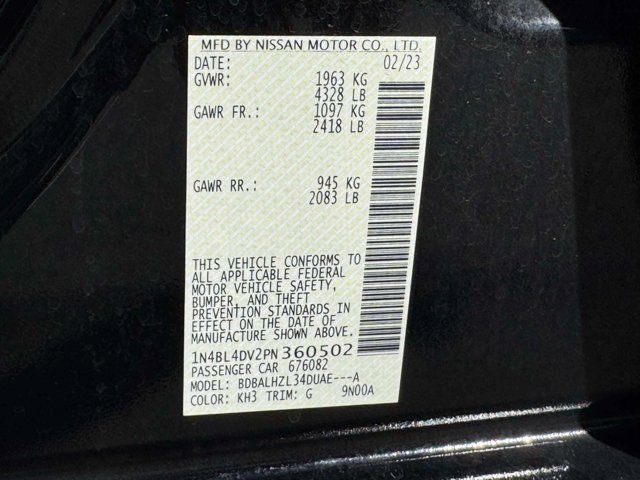 MFD BY NISSAN MOTOR CO., LTD.
DATE: 02/23
GVWR: 1963 KG
4328 LB
GAWR FR.: 1097 KG
2418 LB
GAWR RR.: 945 KG
2083 LB
THIS VEHICLE CONFORMS TO
ALL APPLICABLE FEDERAL
MOTOR VEHICLE SAFETY,
BUMPER, AND THEFT
PREVENTION STANDARDS IN
EFFECT ON THE DATE OF
MANUFACTURE SHOWN ABOVE.
1N4BL4DV2PN360502
PASSENGER CAR 676082
MODEL: BDBALHZL34DUAE---A
COLOR: KH3 TRIM: G 9N00A